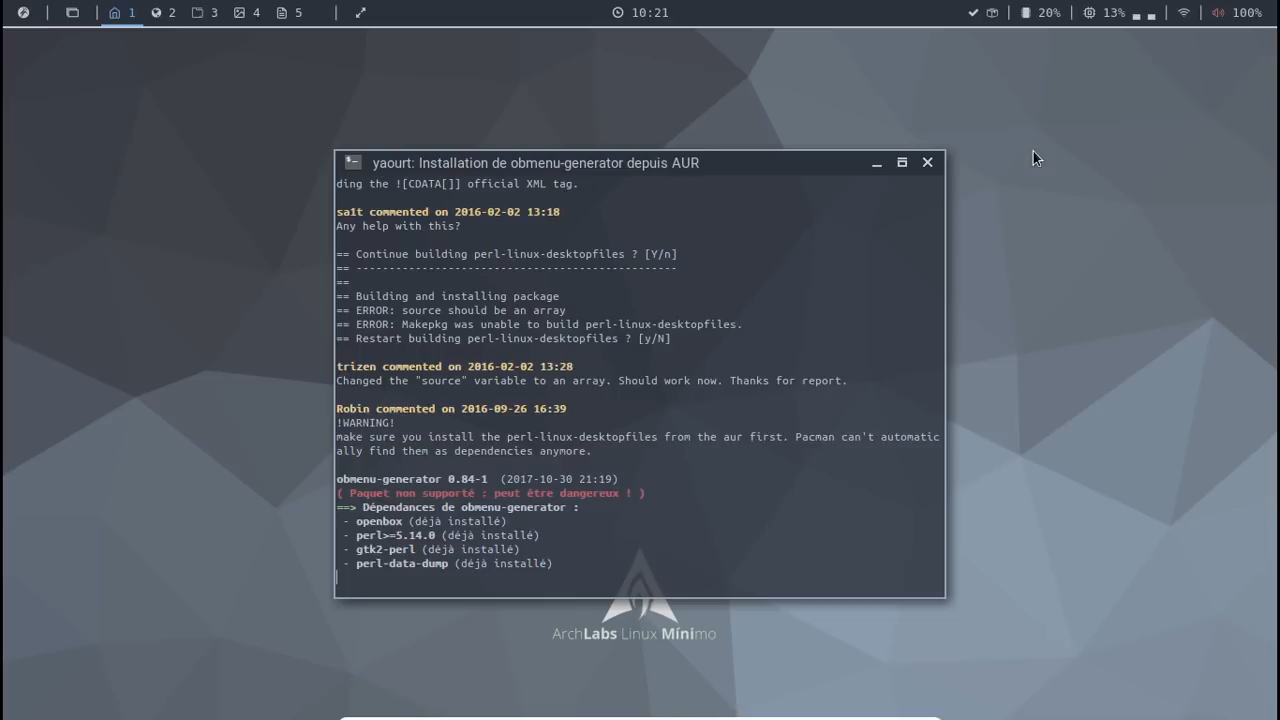 1 2 3 4 5 10:21 20% 13% 100%
yaourt: Installation de obmenu-generator depuis AUR
ding the ![CDATA[]] official XML tag.
sa1t commented on 2016-02-02 13:18
Any help with this?
== Continue building perl-linux-desktopfiles ? [Y/n]
== -------------------------------------------------
==
== Building and installing package
== ERROR: source should be an array
== ERROR: Makepkg was unable to build perl-linux-desktopfiles.
== Restart building perl-linux-desktopfiles ? [y/N]
trizen commented on 2016-02-02 13:28
Changed the "source" variable to an array. Should work now. Thanks for report.
Robin commented on 2016-09-26 16:39
!WARNING!
make sure you install the perl-linux-desktopfiles from the aur first. Pacman can't automatic
ally find them as dependencies anymore.
obmenu-generator 0.84-1 (2017-10-30 21:19)
( Paquet non supporté : peut être dangereux ! )
==> Dépendances de obmenu-generator :
- openbox (déjà installé)
- perl>=5.14.0 (déjà installé)
- gtk2-perl (déjà installé)
- perl-data-dump (déjà installé)
ArchLabs Linux Mínimo